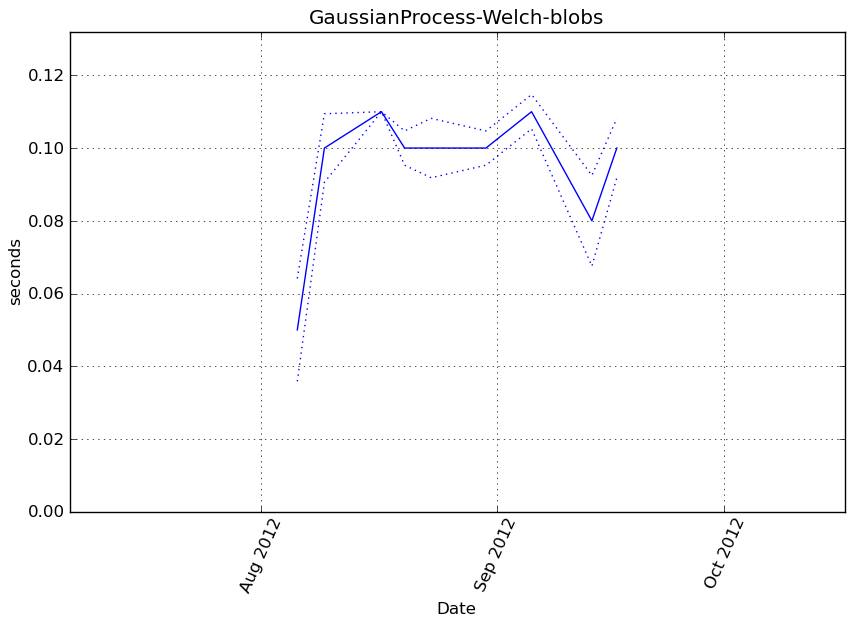 GaussianProcess-Welch-blobs
0.12
0.10
0.08
0.06
0.04
0.02
0.00
seconds
Aug 2012
Sep 2012
Oct 2012
Date